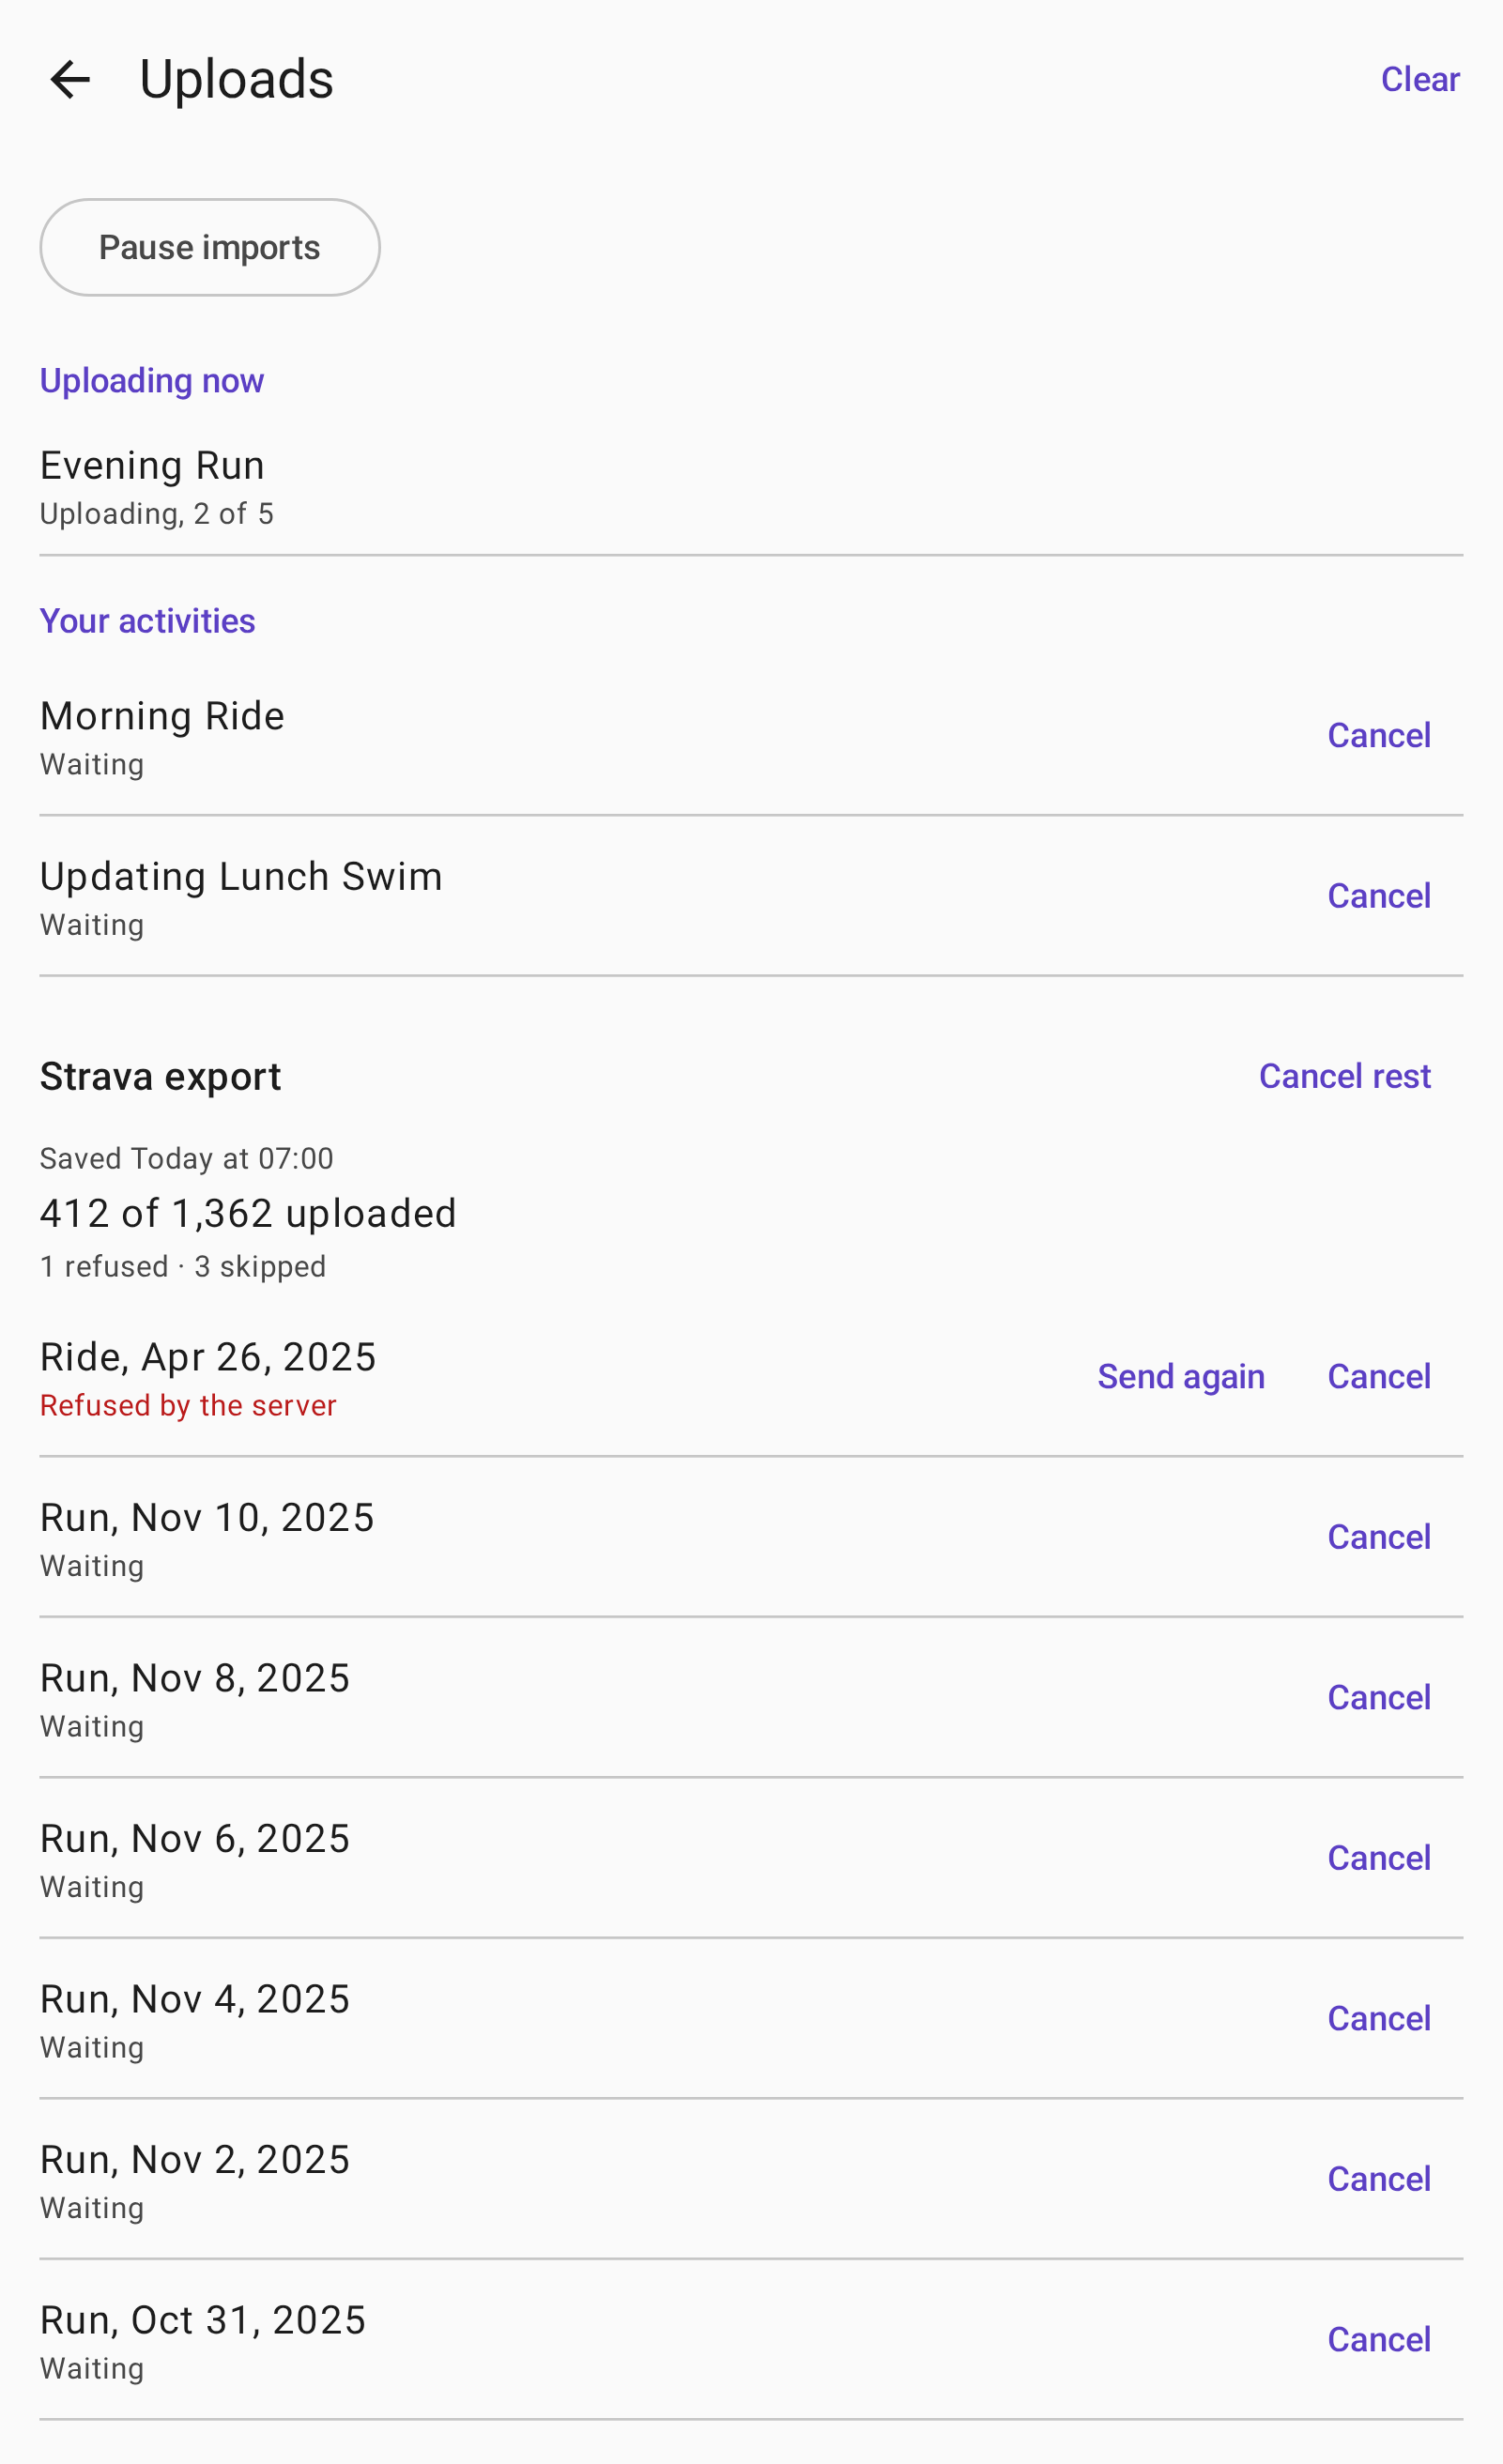 Uploads
Clear
Pause imports
Uploading now
Evening Run
Uploading, 2 of 5
Your activities
Morning Ride
Waiting
Cancel
Updating Lunch Swim
Waiting
Cancel
Strava export
Cancel rest
Saved Today at 07:00
412 of 1,362 uploaded
1 refused · 3 skipped
Ride, Apr 26, 2025
Refused by the server
Send again
Cancel
Run, Nov 10, 2025
Waiting
Cancel
Run, Nov 8, 2025
Waiting
Cancel
Run, Nov 6, 2025
Waiting
Cancel
Run, Nov 4, 2025
Waiting
Cancel
Run, Nov 2, 2025
Waiting
Cancel
Run, Oct 31, 2025
Waiting
Cancel